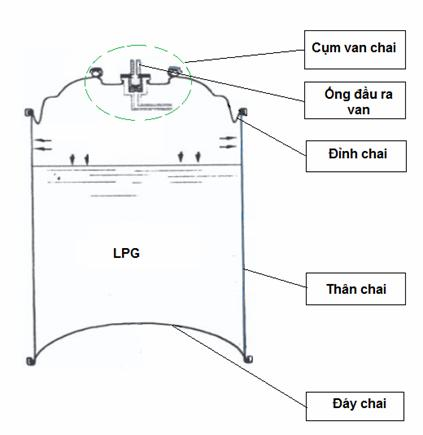 Cụm van chai
Ống đầu ra
van
Đỉnh chai
LPG
Thân chai
Đáy chai